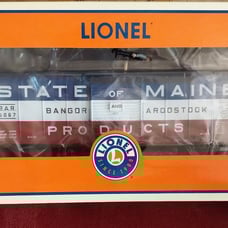 LIONEL
STATE OF MAINE
BANGOR AND AROOSTOOK
PRODUCTS
LIONEL